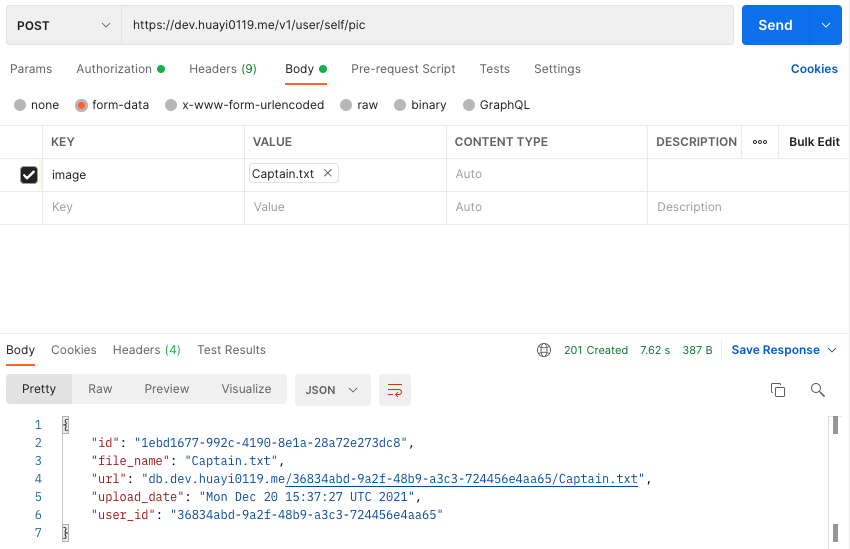 POST https://dev.huayi0119.me/v1/user/self/pic Send
Params Authorization Headers (9) Body Pre-request Script Tests Settings Cookies
none form-data x-www-form-urlencoded raw binary GraphQL
KEY VALUE CONTENT TYPE DESCRIPTION ooo Bulk Edit
image Captain.txt × Auto
Key Value Auto Description
Body Cookies Headers (4) Test Results 201 Created 7.62 s 387 B Save Response
Pretty Raw Preview Visualize JSON
1 {
2 "id": "1ebd1677-992c-4190-8e1a-28a72e273dc8",
3 "file_name": "Captain.txt",
4 "url": "db.dev.huayi0119.me/36834abd-9a2f-48b9-a3c3-724456e4aa65/Captain.txt",
5 "upload_date": "Mon Dec 20 15:37:27 UTC 2021",
6 "user_id": "36834abd-9a2f-48b9-a3c3-724456e4aa65"
7 }